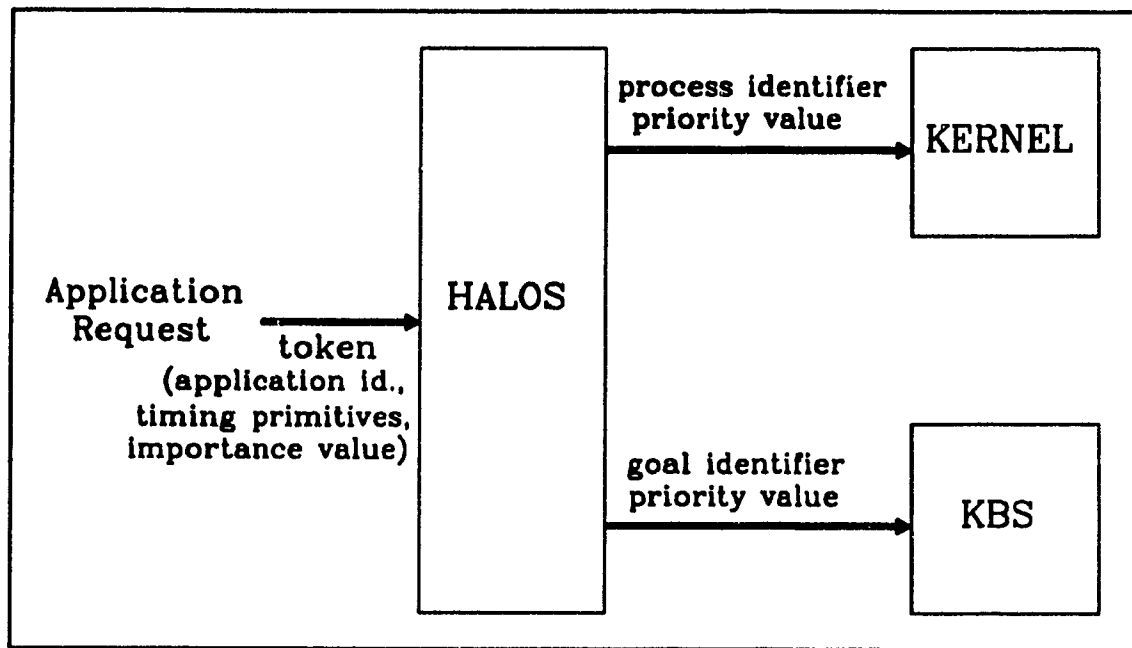 Application
Request
token
(application id.,
timing primitives,
importance value)
HALOS
process identifier
priority value
KERNEL
goal identifier
priority value
KBS